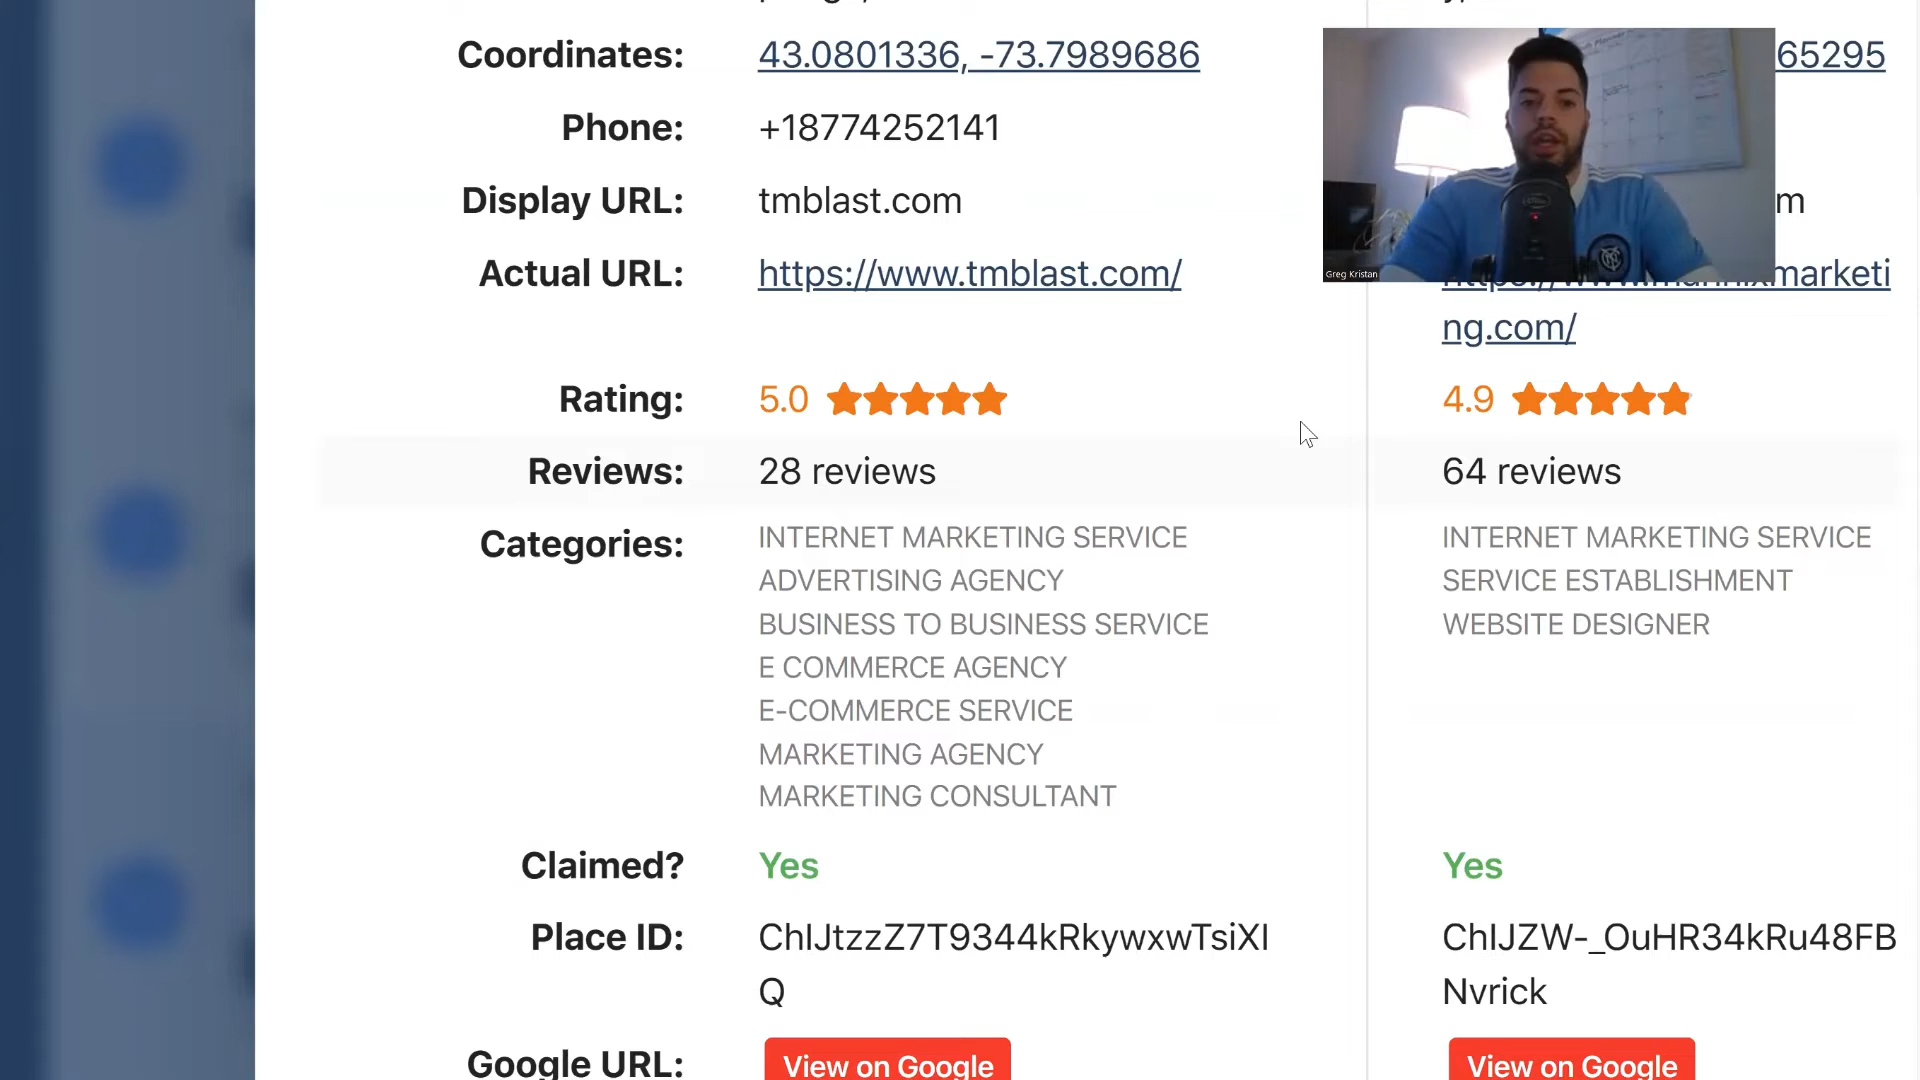 Coordinates: 43.0801336, -73.7989686 65295
Phone: +18774252141
Display URL: tmblast.com m
Actual URL: https://www.tmblast.com/
ng.com/
Greg Kristan
Rating: 5.0 4.9
Reviews: 28 reviews 64 reviews
Categories: INTERNET MARKETING SERVICE INTERNET MARKETING SERVICE
ADVERTISING AGENCY SERVICE ESTABLISHMENT
BUSINESS TO BUSINESS SERVICE WEBSITE DESIGNER
E COMMERCE AGENCY
E-COMMERCE SERVICE
MARKETING AGENCY
MARKETING CONSULTANT
Claimed? Yes Yes
Place ID: ChIJtzzZ7T9344kRkywxwTsiXI ChIJZW-_OuHR34kRu48FB
Q Nvrick
Google URL: View on Google View on Google